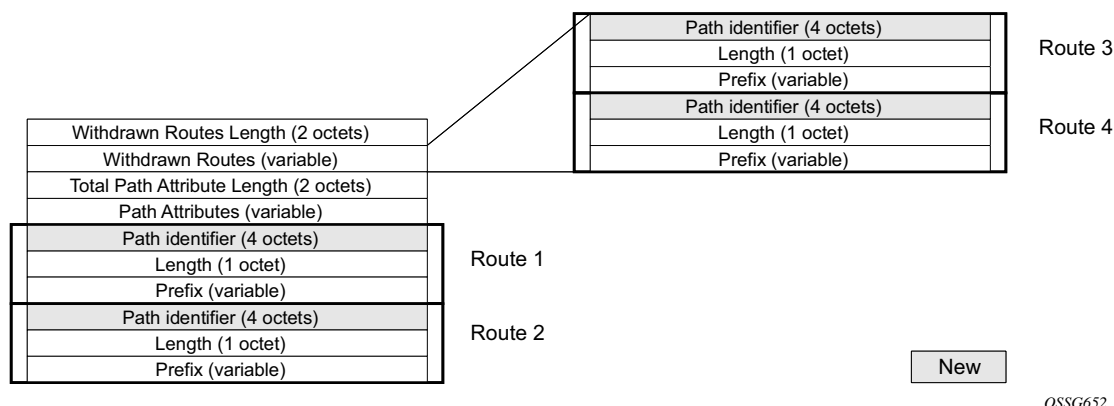 Path identifier (4 octets)
Length (1 octet)
Prefix (variable)
Route 3
Path identifier (4 octets)
Length (1 octet)
Prefix (variable)
Route 4
Withdrawn Routes Length (2 octets)
Withdrawn Routes (variable)
Total Path Attribute Length (2 octets)
Path Attributes (variable)
Path identifier (4 octets)
Length (1 octet)
Prefix (variable)
Route 1
Path identifier (4 octets)
Length (1 octet)
Prefix (variable)
Route 2
New
OSSG652